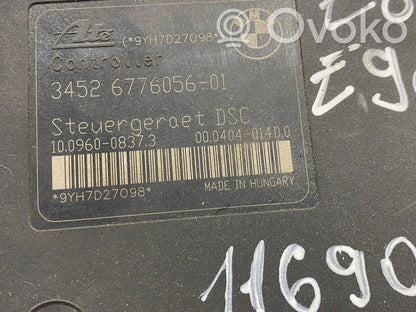 Ate (*9YH7D27098*) BMW
Controller
3452 6776056-01
Steuergeraet DSC
10.0960-0837.3 00.0404-014D.0
*9YH7D27098* MADE IN HUNGARY
11690
OVOKO